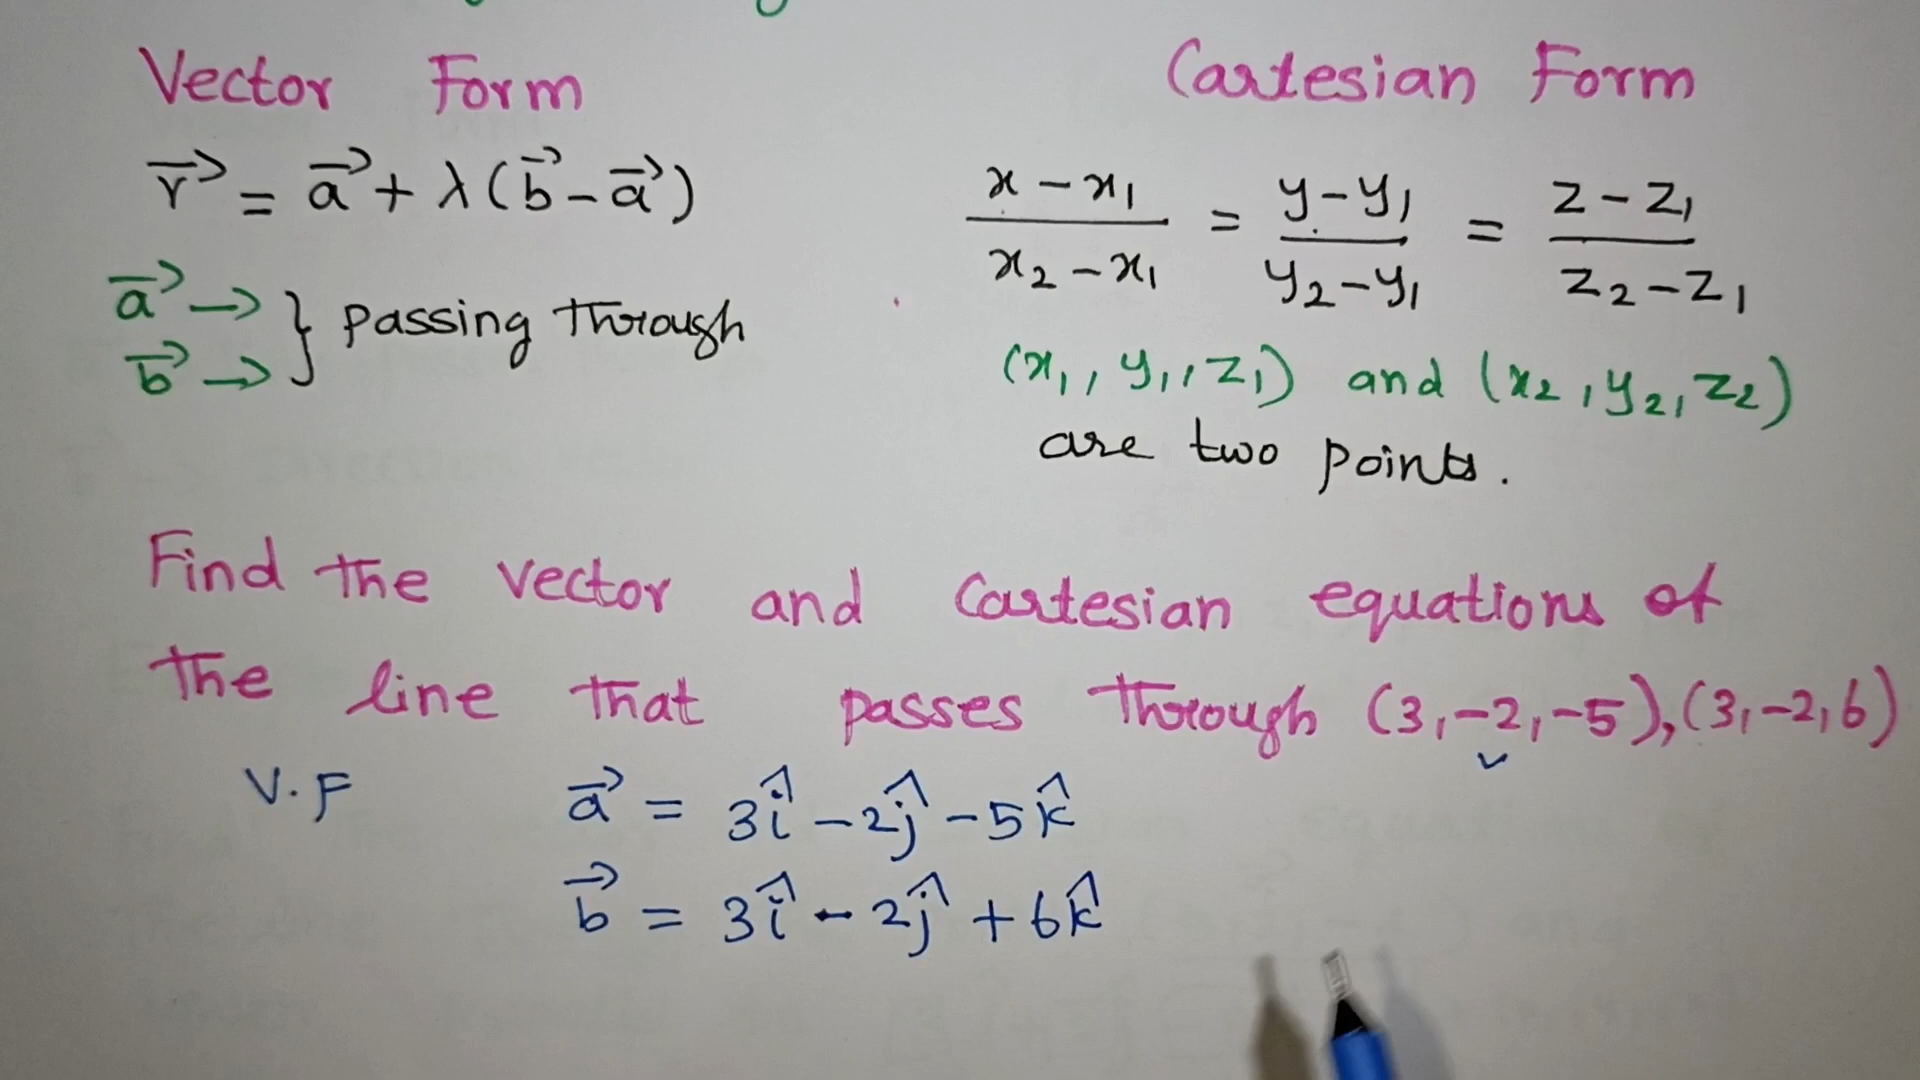 Vector Form
r⃗ = a⃗ + λ(b⃗ - a⃗)
a⃗ →
b⃗ →
} passing through
Cartesian Form
(x - x₁)/(x₂ - x₁) = (y - y₁)/(y₂ - y₁) = (z - z₁)/(z₂ - z₁)
(x₁, y₁, z₁) and (x₂, y₂, z₂)
are two points.
Find the vector and Cartesian equations of
the line that passes through (3, -2, -5), (3, -2, 6)
V.F a⃗ = 3î - 2ĵ - 5k̂
b⃗ = 3î - 2ĵ + 6k̂